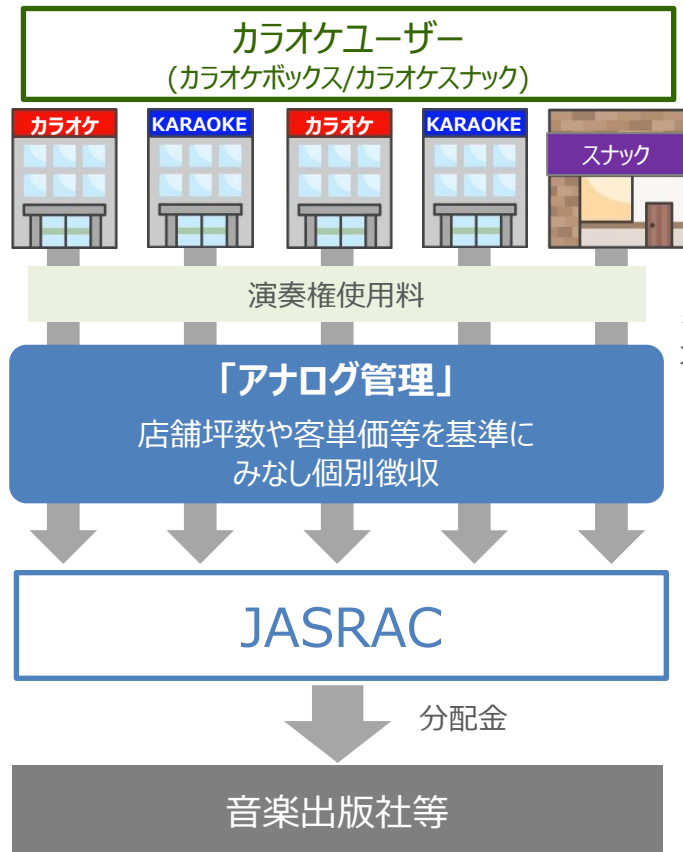 カラオケユーザー
(カラオケボックス/カラオケスナック)
カラオケ
KARAOKE
カラオケ
KARAOKE
スナック
演奏権使用料
「アナログ管理」
店舗坪数や客単価等を基準に
みなし個別徴収
JASRAC
分配金
音楽出版社等